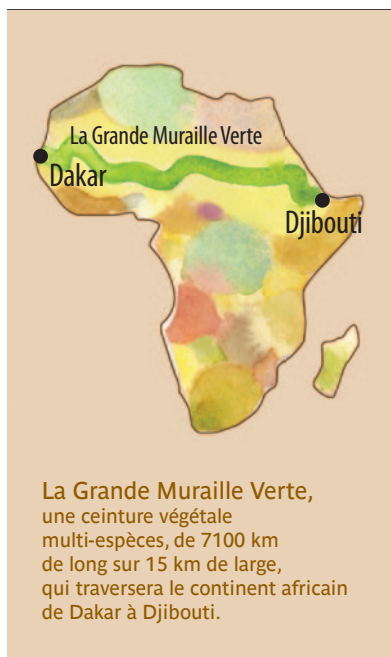 La Grande Muraille Verte
Dakar
Djibouti
La Grande Muraille Verte,
une ceinture végétale
multi-espèces, de 7100 km
de long sur 15 km de large,
qui traversera le continent africain
de Dakar à Djibouti.